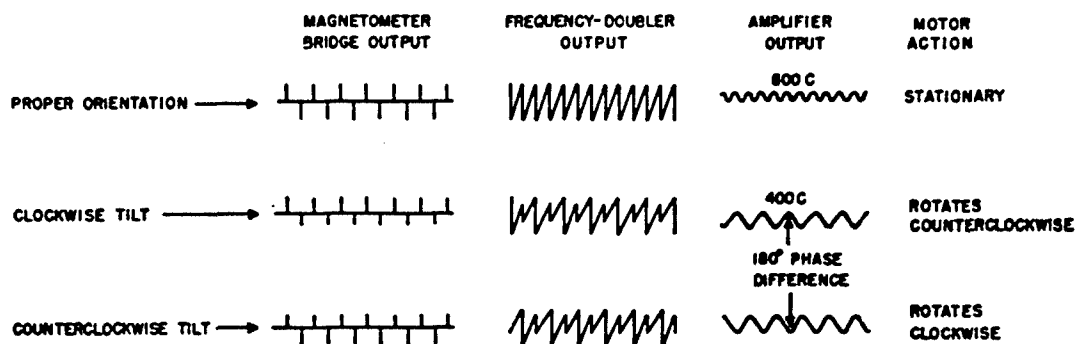 MAGNETOMETER
BRIDGE OUTPUT
FREQUENCY-DOUBLER
OUTPUT
AMPLIFIER
OUTPUT
MOTOR
ACTION
PROPER ORIENTATION
800 C
STATIONARY
CLOCKWISE TILT
400 C
ROTATES
COUNTERCLOCKWISE
180° PHASE
DIFFERENCE
COUNTERCLOCKWISE TILT
ROTATES
CLOCKWISE